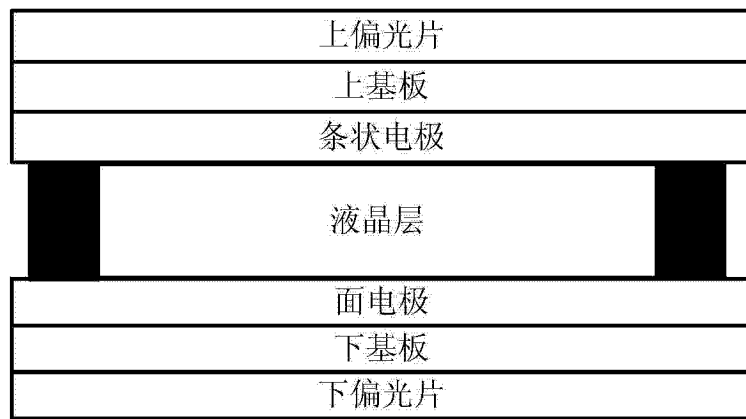 上偏光片
上基板
条状电极
液晶层
面电极
下基板
下偏光片